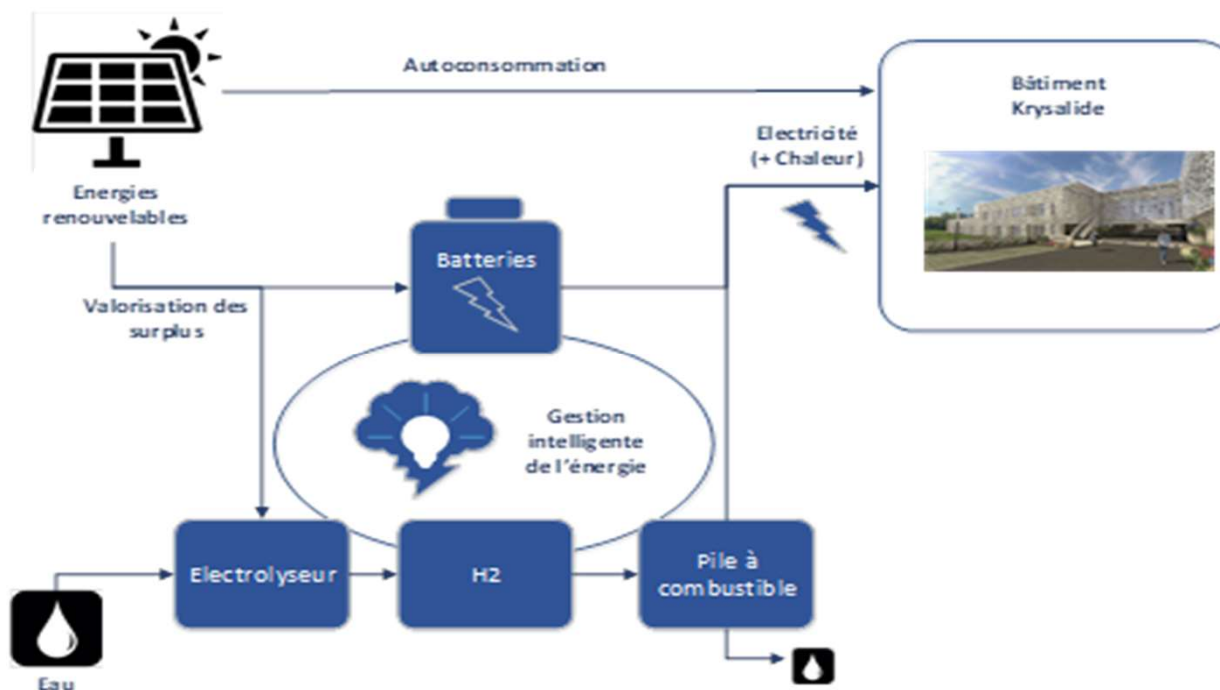 Autoconsommation
Bâtiment
Krysalide
Electricité
(+ Chaleur)
Energies
renouvelables
Batteries
Valorisation des
surplus
Gestion
intelligente
de l'énergie
Electrolyseur
H2
Pile à
combustible
Eau